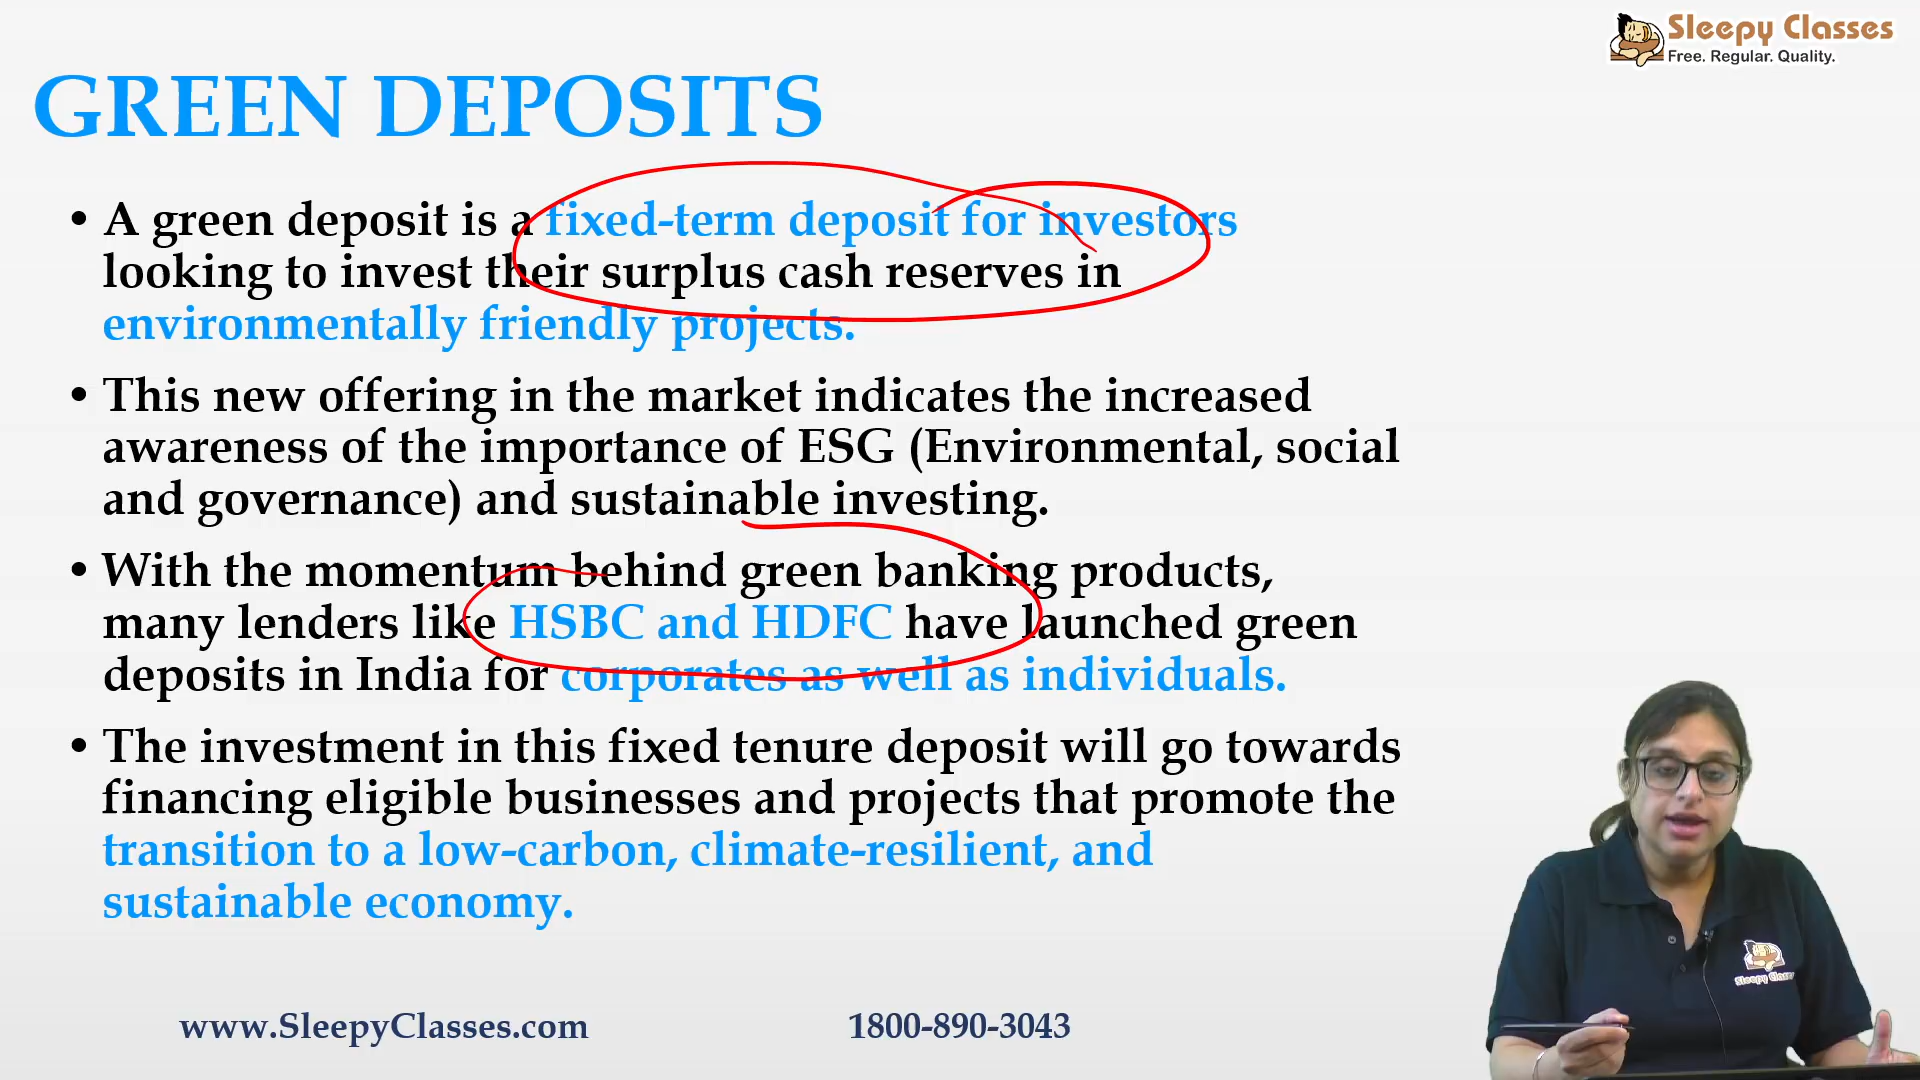 Sleepy Classes
Free. Regular. Quality.
GREEN DEPOSITS
• A green deposit is a fixed-term deposit for investors
looking to invest their surplus cash reserves in
environmentally friendly projects.
• This new offering in the market indicates the increased
awareness of the importance of ESG (Environmental, social
and governance) and sustainable investing.
• With the momentum behind green banking products,
many lenders like HSBC and HDFC have launched green
deposits in India for corporates as well as individuals.
• The investment in this fixed tenure deposit will go towards
financing eligible businesses and projects that promote the
transition to a low-carbon, climate-resilient, and
sustainable economy.
Sleepy Classes
www.SleepyClasses.com 1800-890-3043